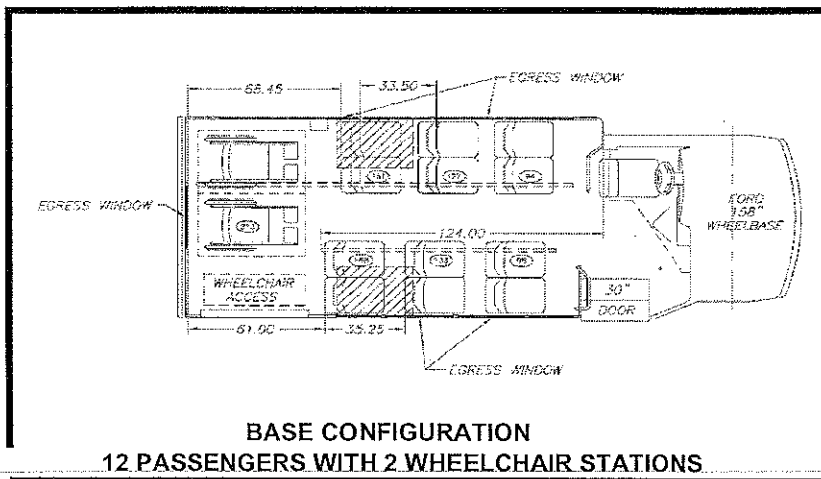 EGRESS WINDOW
68.45
33.50
EGRESS WINDOW
FORD
158"
WHEELBASE
124.00
WHEELCHAIR
ACCESS
30"
DOOR
61.00
35.25
EGRESS WINDOW
BASE CONFIGURATION
12 PASSENGERS WITH 2 WHEELCHAIR STATIONS